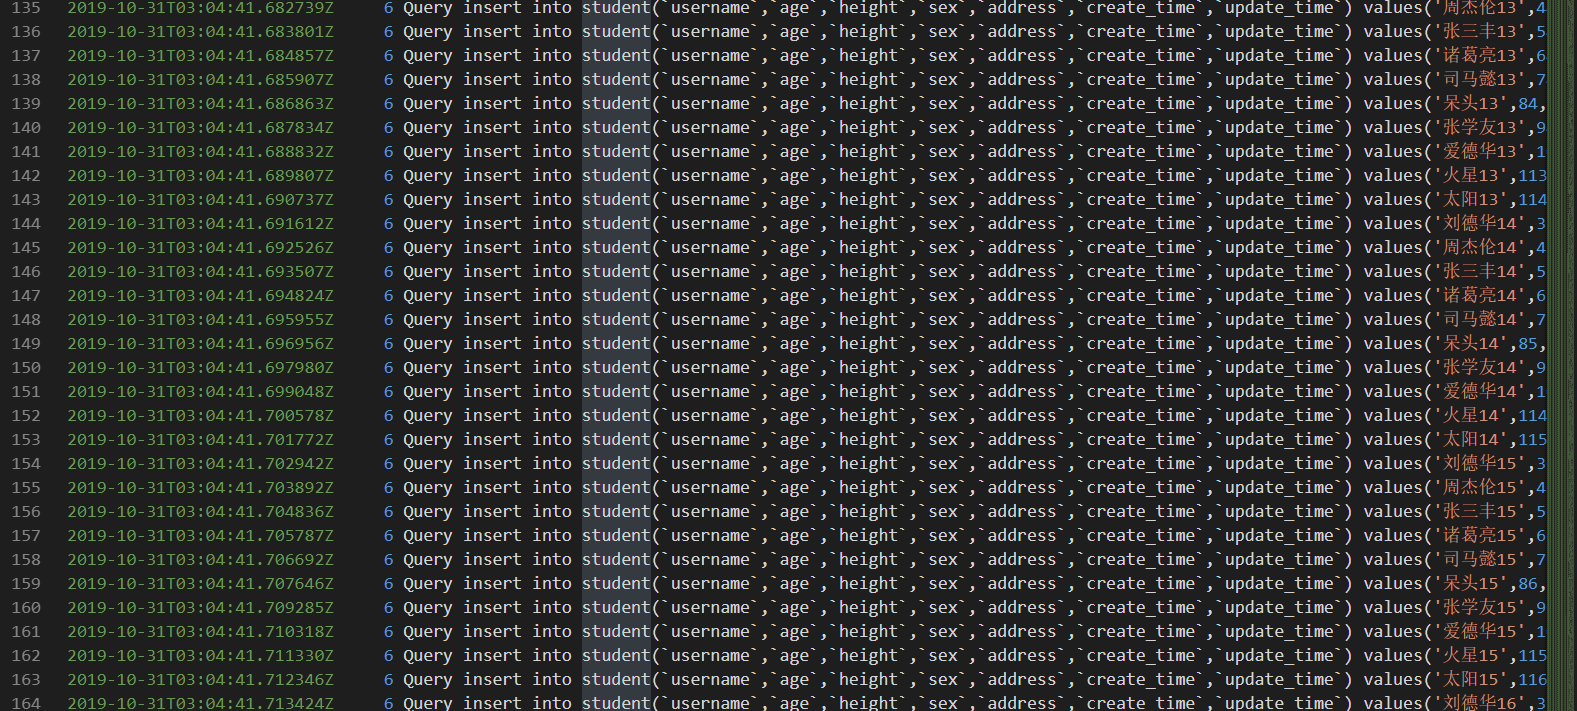 135 2019-10-31T03:04:41.682739Z 6 Query insert into student(`username`,`age`,`height`,`sex`,`address`,`create_time`,`update_time`) values('周杰伦13',4
136 2019-10-31T03:04:41.683801Z 6 Query insert into student(`username`,`age`,`height`,`sex`,`address`,`create_time`,`update_time`) values('张三丰13',5
137 2019-10-31T03:04:41.684857Z 6 Query insert into student(`username`,`age`,`height`,`sex`,`address`,`create_time`,`update_time`) values('诸葛亮13',6
138 2019-10-31T03:04:41.685907Z 6 Query insert into student(`username`,`age`,`height`,`sex`,`address`,`create_time`,`update_time`) values('司马懿13',7
139 2019-10-31T03:04:41.686863Z 6 Query insert into student(`username`,`age`,`height`,`sex`,`address`,`create_time`,`update_time`) values('呆头13',84,
140 2019-10-31T03:04:41.687834Z 6 Query insert into student(`username`,`age`,`height`,`sex`,`address`,`create_time`,`update_time`) values('张学友13',9
141 2019-10-31T03:04:41.688832Z 6 Query insert into student(`username`,`age`,`height`,`sex`,`address`,`create_time`,`update_time`) values('爱德华13',1
142 2019-10-31T03:04:41.689807Z 6 Query insert into student(`username`,`age`,`height`,`sex`,`address`,`create_time`,`update_time`) values('火星13',113
143 2019-10-31T03:04:41.690737Z 6 Query insert into student(`username`,`age`,`height`,`sex`,`address`,`create_time`,`update_time`) values('太阳13',114
144 2019-10-31T03:04:41.691612Z 6 Query insert into student(`username`,`age`,`height`,`sex`,`address`,`create_time`,`update_time`) values('刘德华14',3
145 2019-10-31T03:04:41.692526Z 6 Query insert into student(`username`,`age`,`height`,`sex`,`address`,`create_time`,`update_time`) values('周杰伦14',4
146 2019-10-31T03:04:41.693507Z 6 Query insert into student(`username`,`age`,`height`,`sex`,`address`,`create_time`,`update_time`) values('张三丰14',5
147 2019-10-31T03:04:41.694824Z 6 Query insert into student(`username`,`age`,`height`,`sex`,`address`,`create_time`,`update_time`) values('诸葛亮14',6
148 2019-10-31T03:04:41.695955Z 6 Query insert into student(`username`,`age`,`height`,`sex`,`address`,`create_time`,`update_time`) values('司马懿14',7
149 2019-10-31T03:04:41.696956Z 6 Query insert into student(`username`,`age`,`height`,`sex`,`address`,`create_time`,`update_time`) values('呆头14',85,
150 2019-10-31T03:04:41.697980Z 6 Query insert into student(`username`,`age`,`height`,`sex`,`address`,`create_time`,`update_time`) values('张学友14',9
151 2019-10-31T03:04:41.699048Z 6 Query insert into student(`username`,`age`,`height`,`sex`,`address`,`create_time`,`update_time`) values('爱德华14',1
152 2019-10-31T03:04:41.700578Z 6 Query insert into student(`username`,`age`,`height`,`sex`,`address`,`create_time`,`update_time`) values('火星14',114
153 2019-10-31T03:04:41.701772Z 6 Query insert into student(`username`,`age`,`height`,`sex`,`address`,`create_time`,`update_time`) values('太阳14',115
154 2019-10-31T03:04:41.702942Z 6 Query insert into student(`username`,`age`,`height`,`sex`,`address`,`create_time`,`update_time`) values('刘德华15',3
155 2019-10-31T03:04:41.703892Z 6 Query insert into student(`username`,`age`,`height`,`sex`,`address`,`create_time`,`update_time`) values('周杰伦15',4
156 2019-10-31T03:04:41.704836Z 6 Query insert into student(`username`,`age`,`height`,`sex`,`address`,`create_time`,`update_time`) values('张三丰15',5
157 2019-10-31T03:04:41.705787Z 6 Query insert into student(`username`,`age`,`height`,`sex`,`address`,`create_time`,`update_time`) values('诸葛亮15',6
158 2019-10-31T03:04:41.706692Z 6 Query insert into student(`username`,`age`,`height`,`sex`,`address`,`create_time`,`update_time`) values('司马懿15',7
159 2019-10-31T03:04:41.707646Z 6 Query insert into student(`username`,`age`,`height`,`sex`,`address`,`create_time`,`update_time`) values('呆头15',86,
160 2019-10-31T03:04:41.709285Z 6 Query insert into student(`username`,`age`,`height`,`sex`,`address`,`create_time`,`update_time`) values('张学友15',9
161 2019-10-31T03:04:41.710318Z 6 Query insert into student(`username`,`age`,`height`,`sex`,`address`,`create_time`,`update_time`) values('爱德华15',1
162 2019-10-31T03:04:41.711330Z 6 Query insert into student(`username`,`age`,`height`,`sex`,`address`,`create_time`,`update_time`) values('火星15',115
163 2019-10-31T03:04:41.712346Z 6 Query insert into student(`username`,`age`,`height`,`sex`,`address`,`create_time`,`update_time`) values('太阳15',116
164 2019-10-31T03:04:41.713424Z 6 Query insert into student(`username`,`age`,`height`,`sex`,`address`,`create_time`,`update_time`) values('刘德华16',3